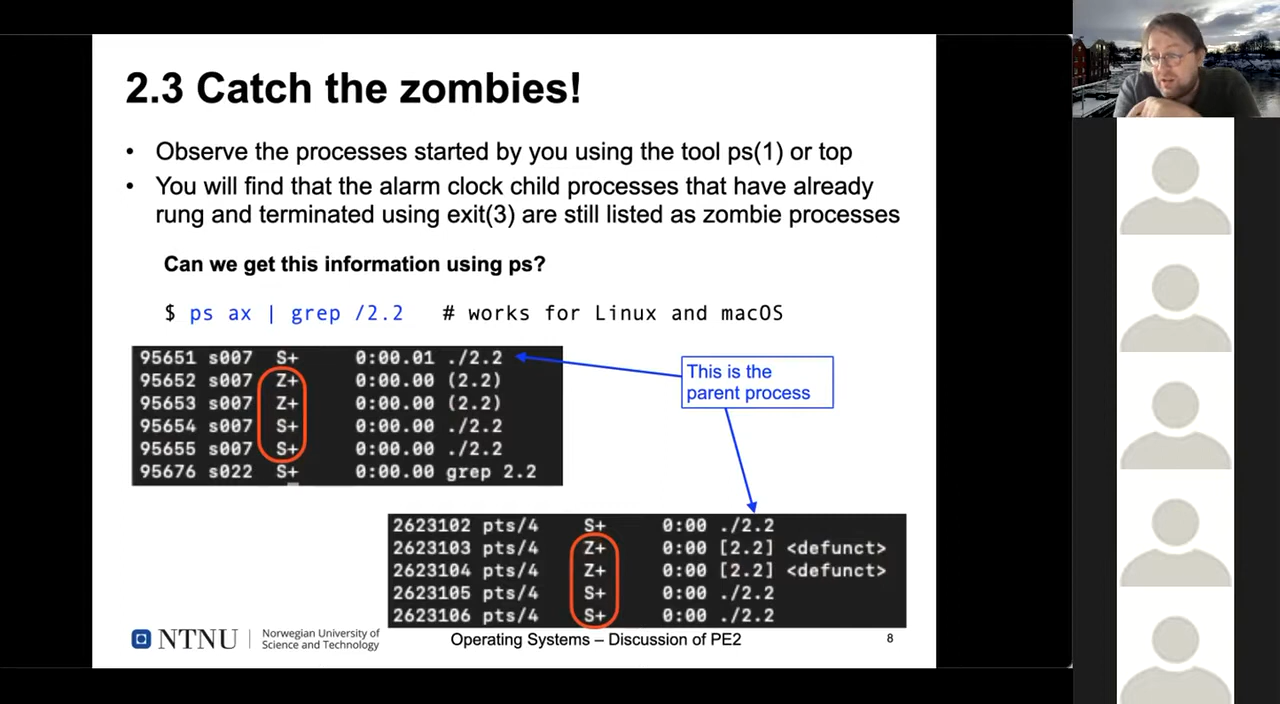 2.3 Catch the zombies!
• Observe the processes started by you using the tool ps(1) or top
• You will find that the alarm clock child processes that have already
rung and terminated using exit(3) are still listed as zombie processes
Can we get this information using ps?
$ ps ax | grep /2.2 # works for Linux and macOS
95651 s007 S+ 0:00.01 ./2.2
95652 s007 Z+ 0:00.00 (2.2)
95653 s007 Z+ 0:00.00 (2.2)
95654 s007 S+ 0:00.00 ./2.2
95655 s007 S+ 0:00.00 ./2.2
95676 s022 S+ 0:00.00 grep 2.2
This is the
parent process
2623102 pts/4 S+ 0:00 ./2.2
2623103 pts/4 Z+ 0:00 [2.2] <defunct>
2623104 pts/4 Z+ 0:00 [2.2] <defunct>
2623105 pts/4 S+ 0:00 ./2.2
2623106 pts/4 S+ 0:00 ./2.2
NTNU
Norwegian University of
Science and Technology
Operating Systems – Discussion of PE2
8